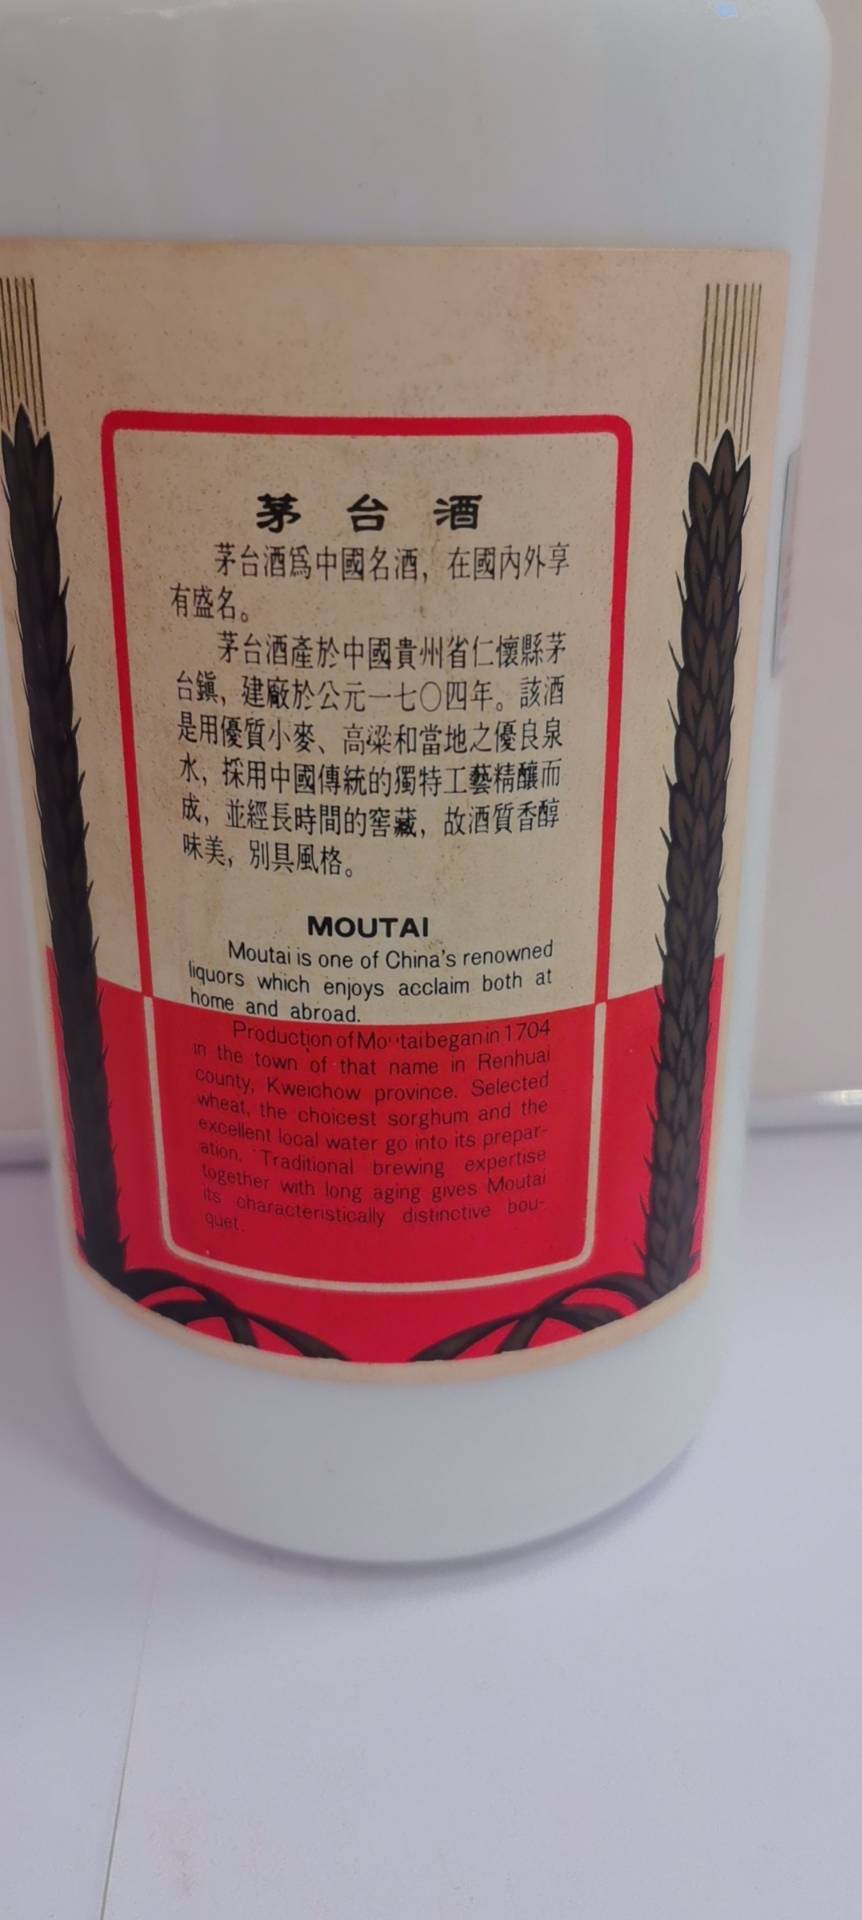 茅台酒
茅台酒爲中國名酒，在國內外享
有盛名。
茅台酒產於中國貴州省仁懷縣茅
台鎭，建廠於公元一七〇四年。該酒
是用優質小麥、高粱和當地之優良泉
水，採用中國傳統的獨特工藝精釀而
成，並經長時間的窖藏，故酒質香醇
味美，別具風格。
MOUTAI
Moutai is one of China's renowned
liquors which enjoys acclaim both at
home and abroad.
Production of Moutai began in 1704
in the town of that name in Renhuai
county, Kweichow province. Selected
wheat, the choicest sorghum and the
excellent local water go into its prepar-
ation. Traditional brewing expertise
together with long aging gives Moutai
its characteristically distinctive bou-
quet.